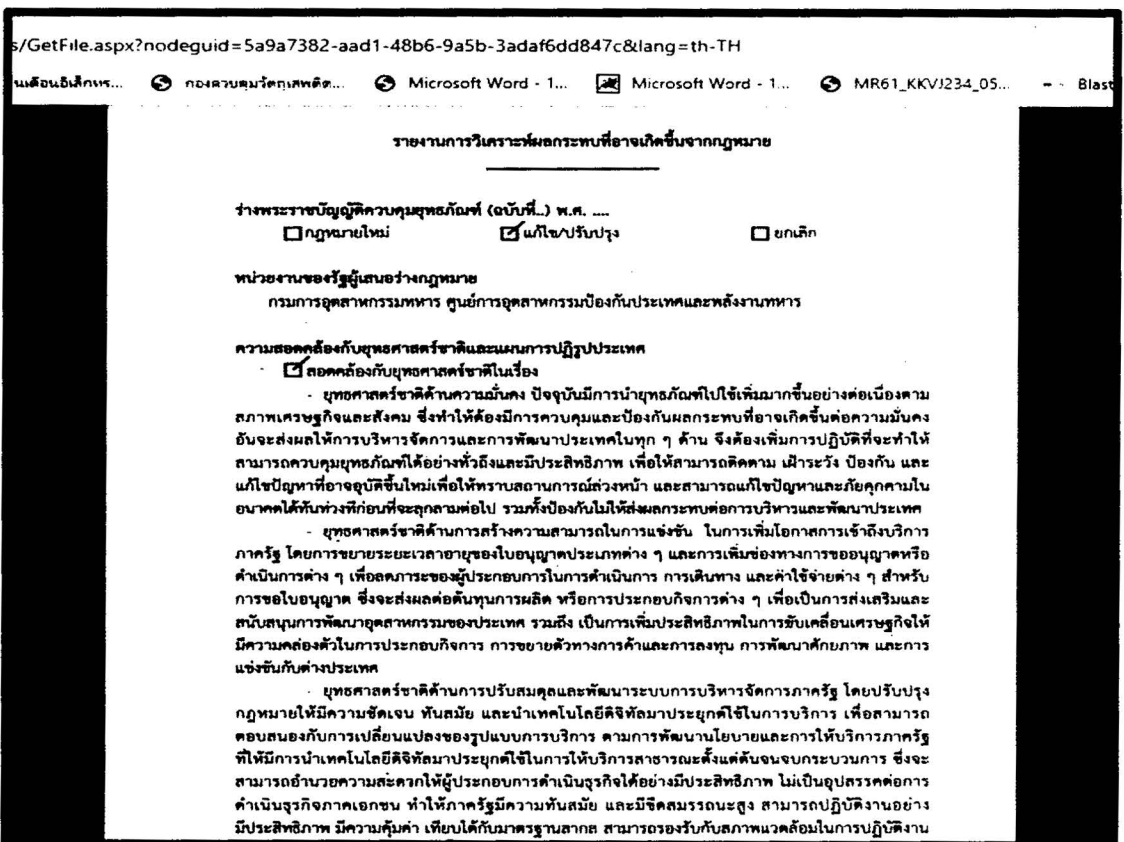 s/GetFile.aspx?nodeguid=5a9a7382-aad1-48b6-9a5b-3adaf6dd847c&lang=th-TH
กองควบคุมวัตถุเสพติด... Microsoft Word - 1... Microsoft Word - 1... MR61_KKVJ234_05... Blast
รายงานการวิเคราะห์ผลกระทบที่อาจเกิดขึ้นจากกฎหมาย
ร่างพระราชบัญญัติควบคุมยุทธภัณฑ์ (ฉบับที่..) พ.ศ. ....
กฎหมายใหม่ แก้ไข/ปรับปรุง ยกเลิก
หน่วยงานของรัฐผู้เสนอร่างกฎหมาย
กรมการอุตสาหกรรมทหาร ศูนย์การอุตสาหกรรมป้องกันประเทศและพลังงานทหาร
ความสอดคล้องกับยุทธศาสตร์ชาติและแผนการปฏิรูปประเทศ
สอดคล้องกับยุทธศาสตร์ชาติในเรื่อง
- ยุทธศาสตร์ชาติด้านความมั่นคง ปัจจุบันมีการนำยุทธภัณฑ์ไปใช้เพิ่มมากขึ้นอย่างต่อเนื่องตาม
สภาพเศรษฐกิจและสังคม ซึ่งทำให้ต้องมีการควบคุมและป้องกันผลกระทบที่อาจเกิดขึ้นต่อความมั่นคง
อันจะส่งผลให้การบริหารจัดการและการพัฒนาประเทศในทุก ๆ ด้าน จึงต้องเพิ่มการปฏิบัติที่จะทำให้
สามารถควบคุมยุทธภัณฑ์ได้อย่างทั่วถึงและมีประสิทธิภาพ เพื่อให้สามารถติดตาม เฝ้าระวัง ป้องกัน และ
แก้ไขปัญหาที่อาจอุบัติขึ้นใหม่เพื่อให้ทราบสถานการณ์ล่วงหน้า และสามารถแก้ไขปัญหาและภัยคุกคามใน
อนาคตได้ทันท่วงทีก่อนที่จะลุกลามต่อไป รวมทั้งป้องกันไม่ให้ส่งผลกระทบต่อการบริหารและพัฒนาประเทศ
- ยุทธศาสตร์ชาติด้านการสร้างความสามารถในการแข่งขัน ในการเพิ่มโอกาสการเข้าถึงบริการ
ภาครัฐ โดยการขยายระยะเวลาอายุของใบอนุญาตประเภทต่าง ๆ และการเพิ่มช่องทางการขออนุญาตหรือ
ดำเนินการต่าง ๆ เพื่อลดภาระของผู้ประกอบการในการดำเนินการ การเดินทาง และค่าใช้จ่ายต่าง ๆ สำหรับ
การขอใบอนุญาต ซึ่งจะส่งผลต่อต้นทุนการผลิต หรือการประกอบกิจการต่าง ๆ เพื่อเป็นการส่งเสริมและ
สนับสนุนการพัฒนาอุตสาหกรรมของประเทศ รวมถึง เป็นการเพิ่มประสิทธิภาพในการขับเคลื่อนเศรษฐกิจให้
มีความคล่องตัวในการประกอบกิจการ การขยายตัวทางการค้าและการลงทุน การพัฒนาศักยภาพ และการ
แข่งขันกับต่างประเทศ
- ยุทธศาสตร์ชาติด้านการปรับสมดุลและพัฒนาระบบการบริหารจัดการภาครัฐ โดยปรับปรุง
กฎหมายให้มีความชัดเจน ทันสมัย และนำเทคโนโลยีดิจิทัลมาประยุกต์ใช้ในการบริการ เพื่อสามารถ
ตอบสนองกับการเปลี่ยนแปลงของรูปแบบการบริการ ตามการพัฒนานโยบายและการให้บริการภาครัฐ
ที่ให้มีการนำเทคโนโลยีดิจิทัลมาประยุกต์ใช้ในการให้บริการสาธารณะตั้งแต่ต้นจนจบกระบวนการ ซึ่งจะ
สามารถอำนวยความสะดวกให้ผู้ประกอบการดำเนินธุรกิจได้อย่างมีประสิทธิภาพ ไม่เป็นอุปสรรคต่อการ
ดำเนินธุรกิจภาคเอกชน ทำให้ภาครัฐมีความทันสมัย และมีขีดสมรรถนะสูง สามารถปฏิบัติงานอย่าง
มีประสิทธิภาพ มีความคุ้มค่า เทียบได้กับมาตรฐานสากล สามารถรองรับกับสภาพแวดล้อมในการปฏิบัติงาน